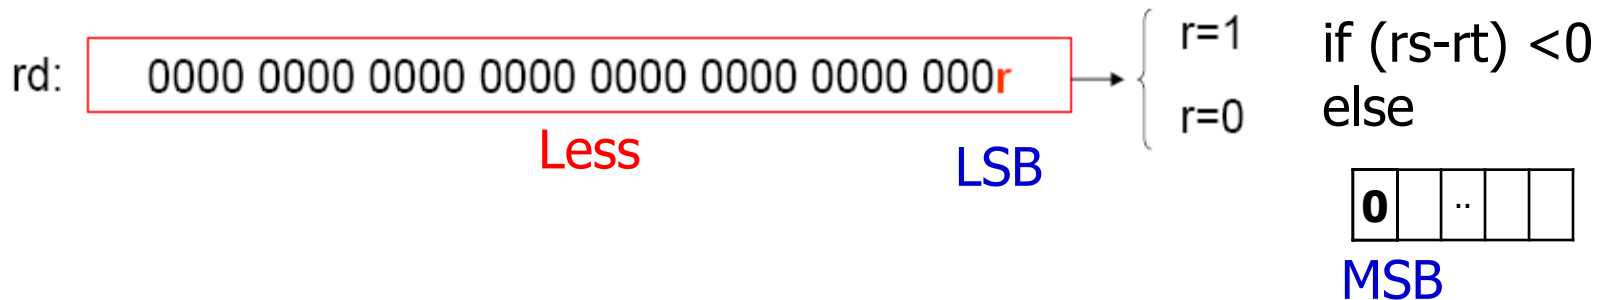 r=1 if (rs-rt) <0
rd: 0000 0000 0000 0000 0000 0000 0000 000r
r=0 else
Less LSB
0 ..
MSB